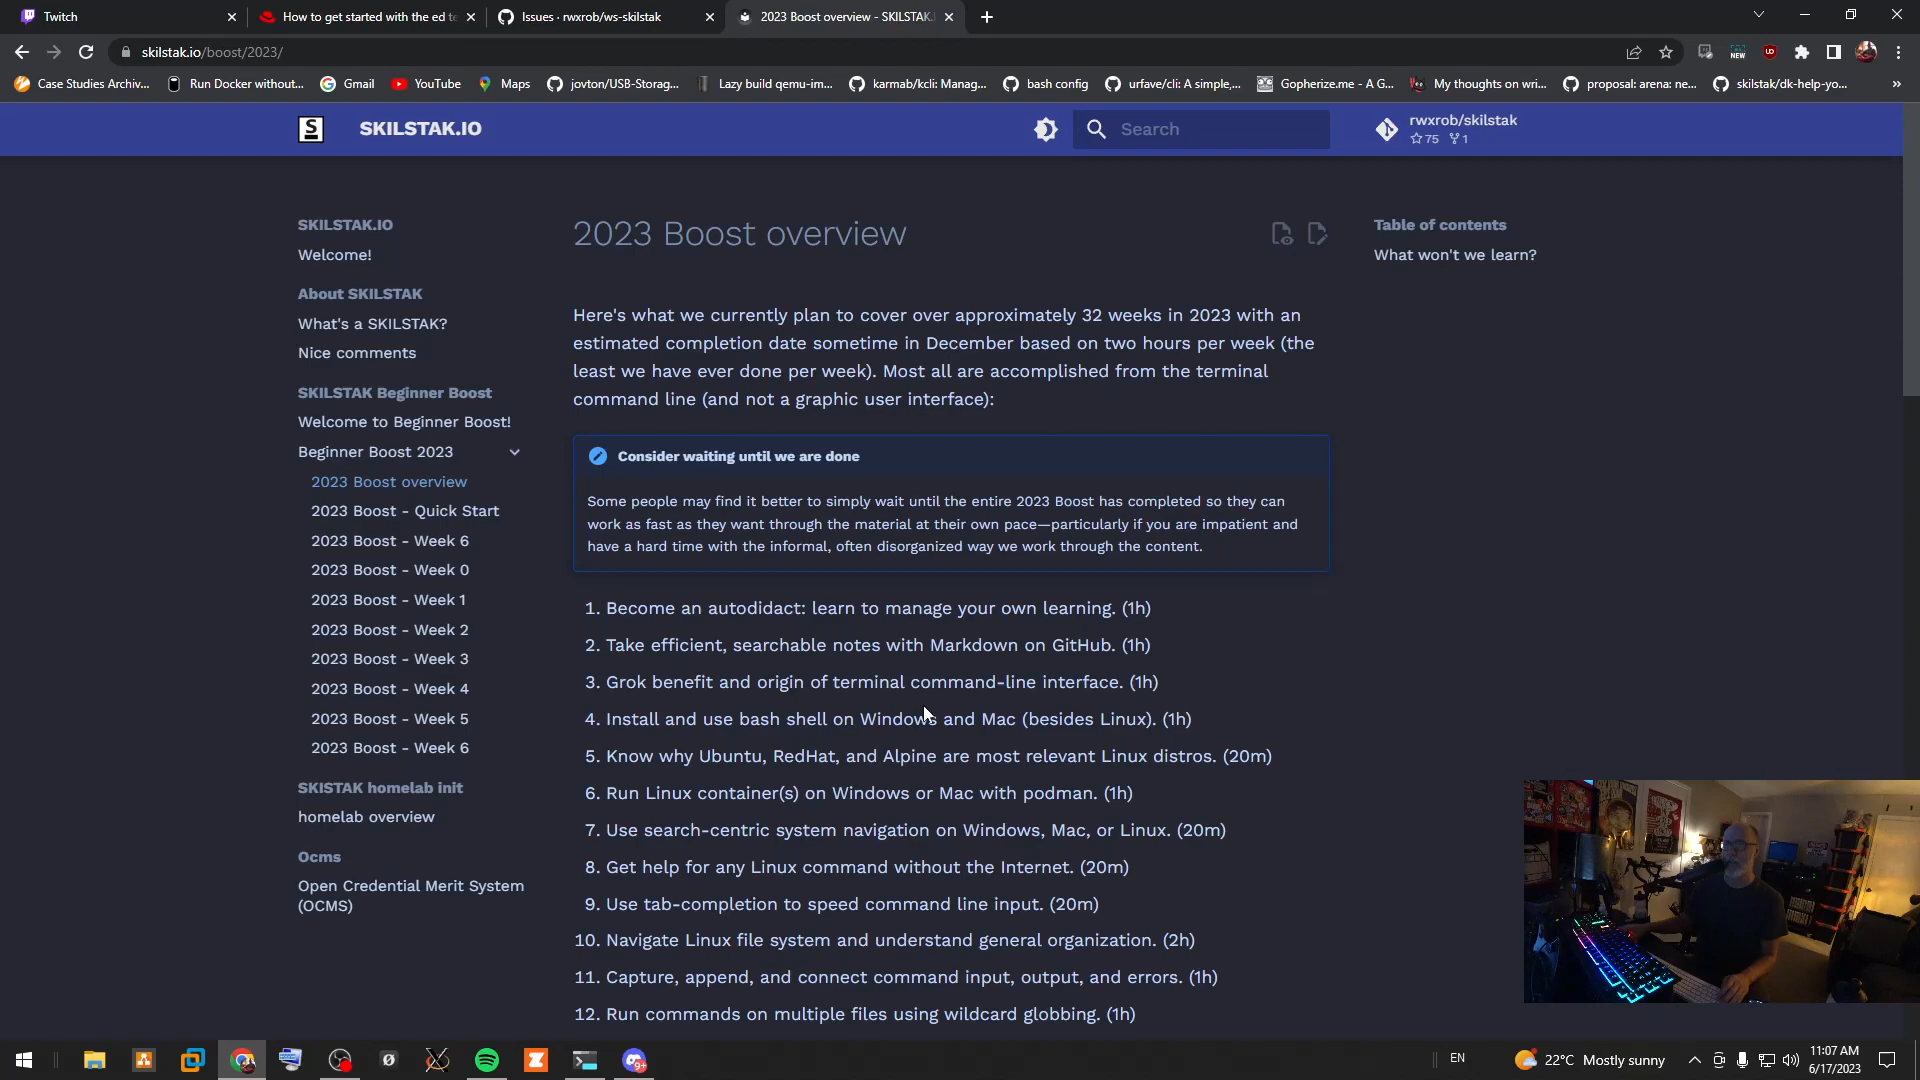 Twitch
How to get started with the ed te
Issues · rwxrob/ws-skilstak
2023 Boost overview - SKILSTAK.
skilstak.io/boost/2023/
Case Studies Archiv...
Run Docker without...
Gmail
YouTube
Maps
jovton/USB-Storag...
Lazy build qemu-im...
karmab/kcli: Manag...
bash config
urfave/cli: A simple,...
Gopherize.me - A G...
My thoughts on wri...
proposal: arena: ne...
skilstak/dk-help-yo...
»
S
SKILSTAK.IO
Search
rwxrob/skilstak
75 1
SKILSTAK.IO
Welcome!
About SKILSTAK
What's a SKILSTAK?
Nice comments
SKILSTAK Beginner Boost
Welcome to Beginner Boost!
Beginner Boost 2023
2023 Boost overview
2023 Boost - Quick Start
2023 Boost - Week 6
2023 Boost - Week 0
2023 Boost - Week 1
2023 Boost - Week 2
2023 Boost - Week 3
2023 Boost - Week 4
2023 Boost - Week 5
2023 Boost - Week 6
SKISTAK homelab init
homelab overview
Ocms
Open Credential Merit System
(OCMS)
2023 Boost overview
Here's what we currently plan to cover over approximately 32 weeks in 2023 with an
estimated completion date sometime in December based on two hours per week (the
least we have ever done per week). Most all are accomplished from the terminal
command line (and not a graphic user interface):
Consider waiting until we are done
Some people may find it better to simply wait until the entire 2023 Boost has completed so they can
work as fast as they want through the material at their own pace—particularly if you are impatient and
have a hard time with the informal, often disorganized way we work through the content.
1. Become an autodidact: learn to manage your own learning. (1h)
2. Take efficient, searchable notes with Markdown on GitHub. (1h)
3. Grok benefit and origin of terminal command-line interface. (1h)
4. Install and use bash shell on Windows and Mac (besides Linux). (1h)
5. Know why Ubuntu, RedHat, and Alpine are most relevant Linux distros. (20m)
6. Run Linux container(s) on Windows or Mac with podman. (1h)
7. Use search-centric system navigation on Windows, Mac, or Linux. (20m)
8. Get help for any Linux command without the Internet. (20m)
9. Use tab-completion to speed command line input. (20m)
10. Navigate Linux file system and understand general organization. (2h)
11. Capture, append, and connect command input, output, and errors. (1h)
12. Run commands on multiple files using wildcard globbing. (1h)
Table of contents
What won't we learn?
EN
22°C Mostly sunny
11:07 AM
6/17/2023